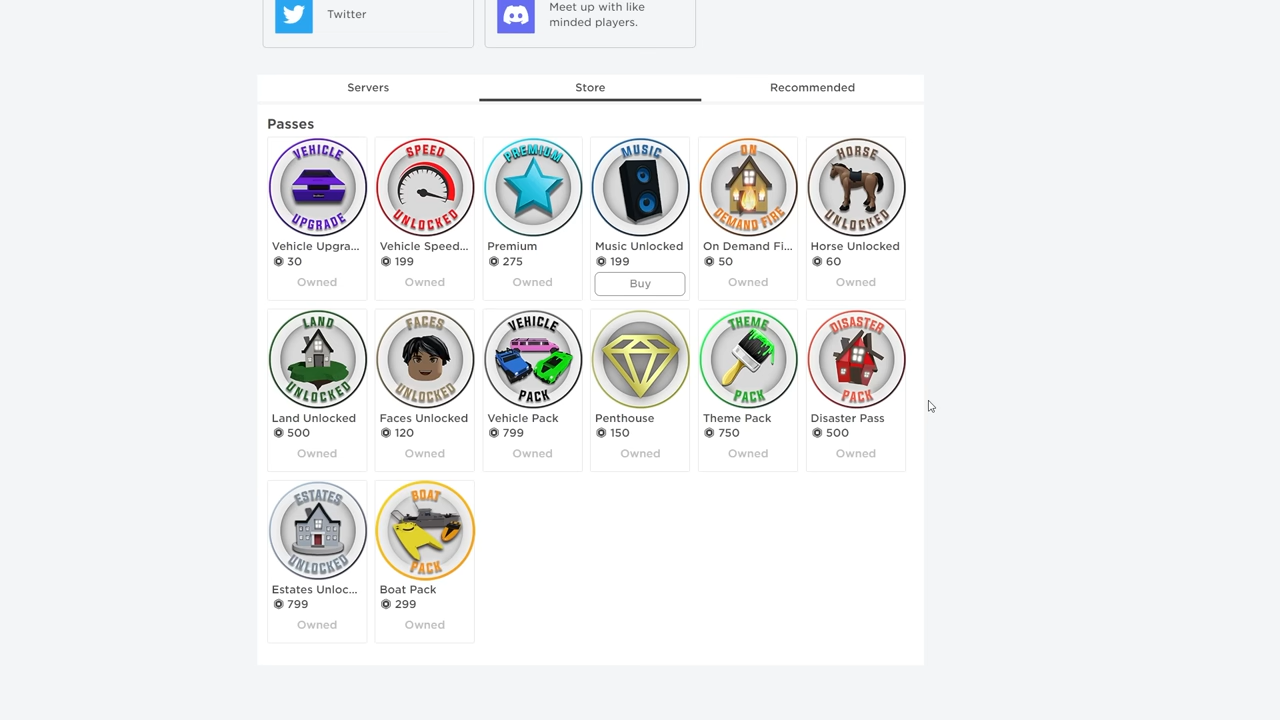 Twitter
Meet up with like
minded players.
Servers
Store
Recommended
Passes
VEHICLE
UPGRADE
SPEED
UNLOCKED
PREMIUM
MUSIC
ON
DEMAND FIRE
HORSE
UNLOCKED
Vehicle Upgra...
Vehicle Speed...
Premium
Music Unlocked
On Demand Fi...
Horse Unlocked
30
199
275
199
50
60
Owned
Owned
Owned
Buy
Owned
Owned
LAND
UNLOCKED
FACES
UNLOCKED
VEHICLE
PACK
THEME
PACK
DISASTER
PACK
Land Unlocked
Faces Unlocked
Vehicle Pack
Penthouse
Theme Pack
Disaster Pass
500
120
799
150
750
500
Owned
Owned
Owned
Owned
Owned
Owned
ESTATES
UNLOCKED
BOAT
PACK
Estates Unloc...
Boat Pack
799
299
Owned
Owned